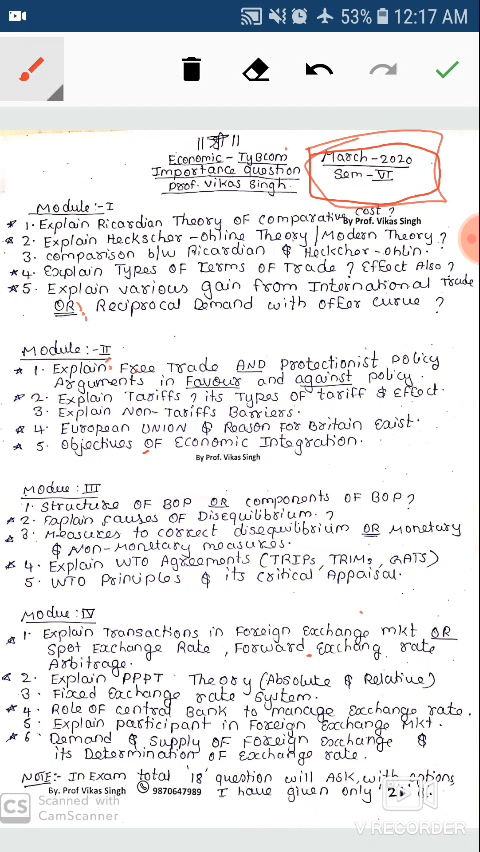 53% 12:17 AM
|| श्री ||
Economic - TyBcom
Importance question
Prof. Vikas Singh.
March - 2020
Sem - VI
Module :- I
* 1. Explain Ricardian Theory of comparative cost ?
By Prof. Vikas Singh
* 2. Explain Heckscher - Ohline Theory / Modern Theory ?
3. comparison b/w Ricardian & Heckscher - Ohlin.
* 4. Explain Types of Terms of Trade ? Effect Also ?
* 5. Explain various gain from International Trade
OR Reciprocal Demand with offer curve ?
Module :- II
* 1. Explain Free Trade AND Protectionist policy
Arguments in Favour and against policy.
* 2. Explain Tariffs ? its Types of tariff & Effect.
3. Explain Non - Tariffs Barriers.
* 4. European UNION & Reason for Britain Exist.
* 5. Objectives of Economic Integration.
By Prof. Vikas Singh
Modue : III
1. Structure of BOP OR components of BOP ?
* 2. Explain causes of Disequilibrium. ?
* 3. Measures to correct disequilibrium OR Monetary
& Non-Monetary measures.
* 4. Explain WTO Agreements (TRIPs, TRIMs, GATS)
5. WTO Principles & its Critical Appaisal.
Modue : IV
* 1. Explain Transactions in Foreign Exchange mkt OR
Spot Exchange Rate, Forward Exchang rate
Arbitrage.
* 2. Explain PPPT Theory (Absolute & Relative)
3. Fixed Exchange rate System.
* 4. Role of central Bank to manage Exchange rate.
5. Explain participant in Foreign Exchange Mkt.
* 6. Demand & Supply of Foreign Exchange &
its Determination of Exchange rate.
NOTE :- In Exam total '18' question will Ask, with options
By. Prof Vikas Singh 9870647989 I have given only
CS Scanned with
CamScanner
V RECORDER